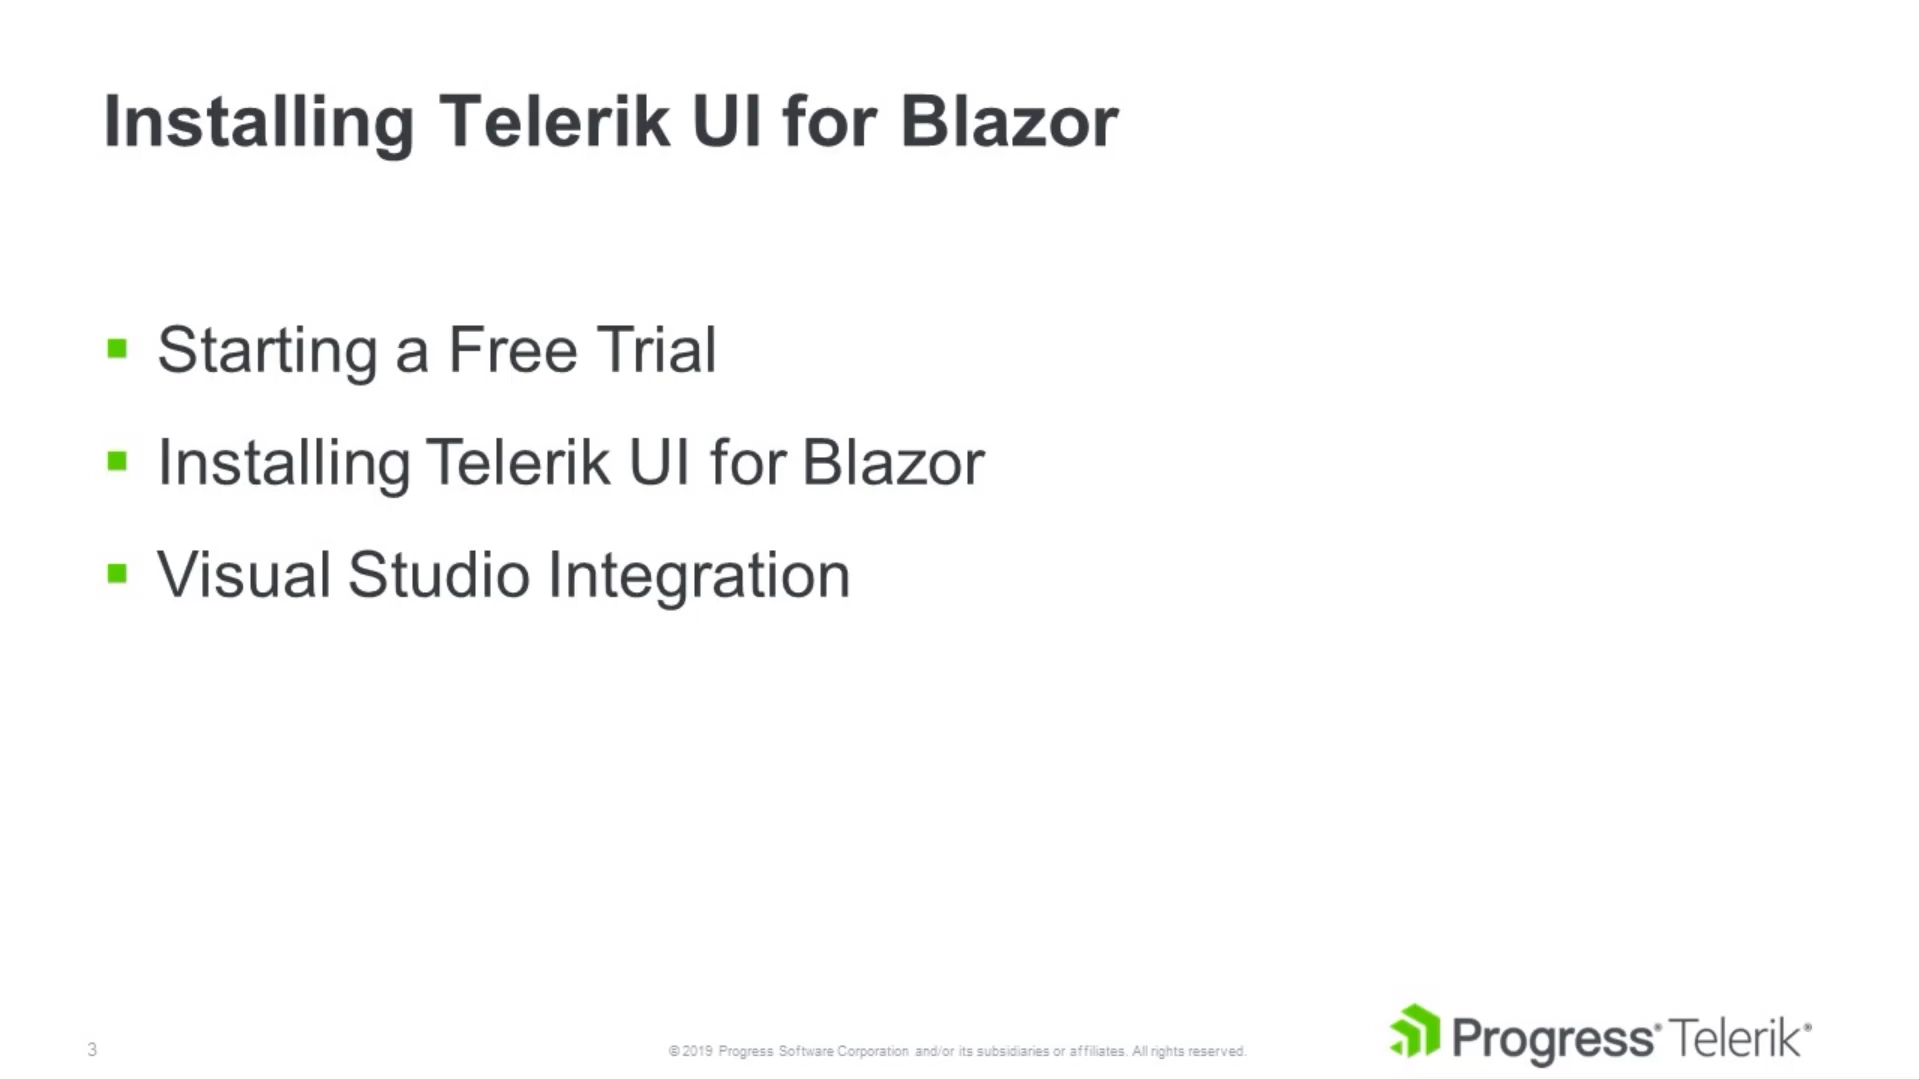 Installing Telerik UI for Blazor
Starting a Free Trial
Installing Telerik UI for Blazor
Visual Studio Integration
3
© 2019 Progress Software Corporation and/or its subsidiaries or affiliates. All rights reserved.
Progress® Telerik®